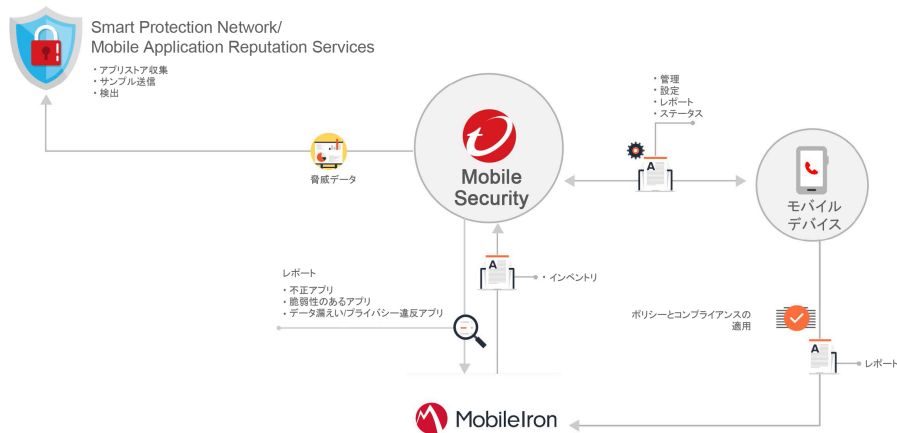 Smart Protection Network/
Mobile Application Reputation Services
・アプリストア収集
・サンプル送信
・検出
脅威データ
Mobile
Security
・管理
・設定
・レポート
・ステータス
A
モバイル
デバイス
レポート
・不正アプリ
・脆弱性のあるアプリ
・データ漏えい/プライバシー違反アプリ
A
・インベントリ
ポリシーとコンプライアンスの
適用
A
・レポート
MobileIron